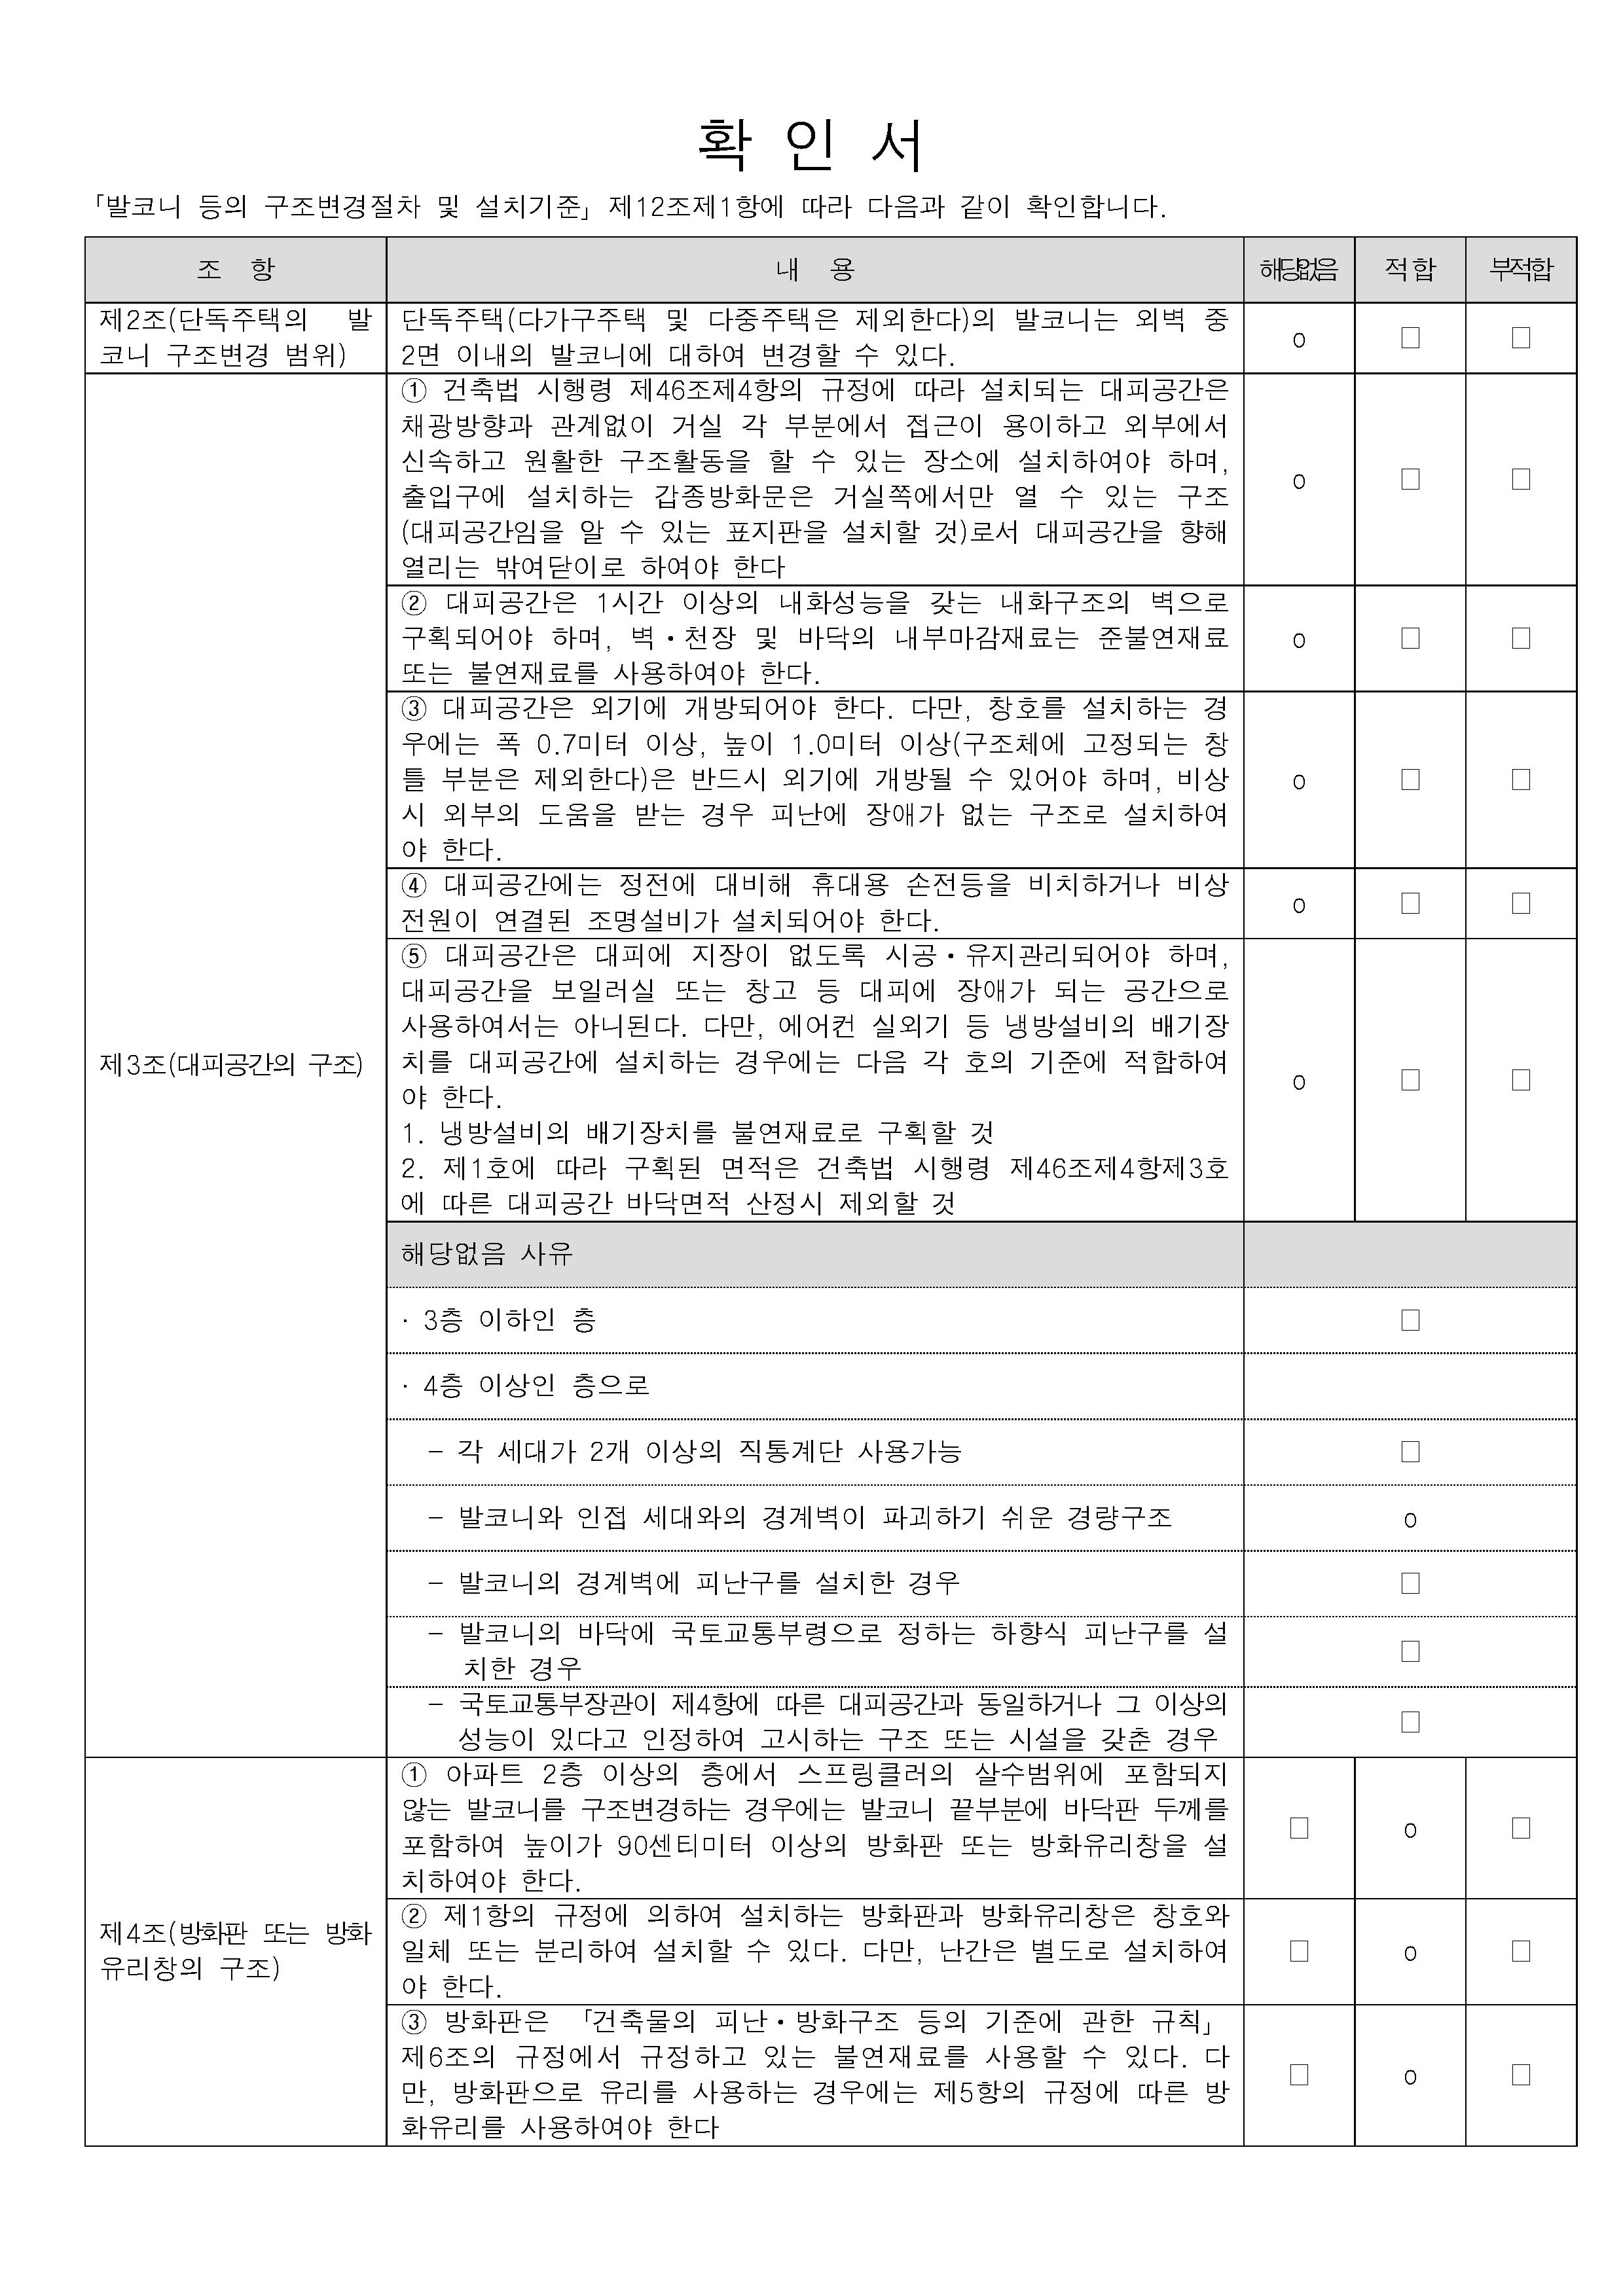 확 인 서
「발코니 등의 구조변경절차 및 설치기준」 제12조제1항에 따라 다음과 같이 확인합니다.
조 항 내 용 해당없음 적 합 부적합
제2조(단독주택의 발
코니 구조변경 범위)
단독주택(다가구주택 및 다중주택은 제외한다)의 발코니는 외벽 중
2면 이내의 발코니에 대하여 변경할 수 있다.
o □ □
제3조(대피공간의 구조)
① 건축법 시행령 제46조제4항의 규정에 따라 설치되는 대피공간은
채광방향과 관계없이 거실 각 부분에서 접근이 용이하고 외부에서
신속하고 원활한 구조활동을 할 수 있는 장소에 설치하여야 하며,
출입구에 설치하는 갑종방화문은 거실쪽에서만 열 수 있는 구조
(대피공간임을 알 수 있는 표지판을 설치할 것)로서 대피공간을 향해
열리는 밖여닫이로 하여야 한다
o □ □
② 대피공간은 1시간 이상의 내화성능을 갖는 내화구조의 벽으로
구획되어야 하며, 벽・천장 및 바닥의 내부마감재료는 준불연재료
또는 불연재료를 사용하여야 한다.
o □ □
③ 대피공간은 외기에 개방되어야 한다. 다만, 창호를 설치하는 경
우에는 폭 0.7미터 이상, 높이 1.0미터 이상(구조체에 고정되는 창
틀 부분은 제외한다)은 반드시 외기에 개방될 수 있어야 하며, 비상
시 외부의 도움을 받는 경우 피난에 장애가 없는 구조로 설치하여
야 한다.
o □ □
④ 대피공간에는 정전에 대비해 휴대용 손전등을 비치하거나 비상
전원이 연결된 조명설비가 설치되어야 한다.
o □ □
⑤ 대피공간은 대피에 지장이 없도록 시공・유지관리되어야 하며,
대피공간을 보일러실 또는 창고 등 대피에 장애가 되는 공간으로
사용하여서는 아니된다. 다만, 에어컨 실외기 등 냉방설비의 배기장
치를 대피공간에 설치하는 경우에는 다음 각 호의 기준에 적합하여
야 한다.
1. 냉방설비의 배기장치를 불연재료로 구획할 것
2. 제1호에 따라 구획된 면적은 건축법 시행령 제46조제4항제3호
에 따른 대피공간 바닥면적 산정시 제외할 것
o □ □
해당없음 사유
· 3층 이하인 층 □
· 4층 이상인 층으로
- 각 세대가 2개 이상의 직통계단 사용가능 □
- 발코니와 인접 세대와의 경계벽이 파괴하기 쉬운 경량구조 o
- 발코니의 경계벽에 피난구를 설치한 경우 □
- 발코니의 바닥에 국토교통부령으로 정하는 하향식 피난구를 설
치한 경우
□
- 국토교통부장관이 제4항에 따른 대피공간과 동일하거나 그 이상의
성능이 있다고 인정하여 고시하는 구조 또는 시설을 갖춘 경우
□
제4조(방화판 또는 방화
유리창의 구조)
① 아파트 2층 이상의 층에서 스프링클러의 살수범위에 포함되지
않는 발코니를 구조변경하는 경우에는 발코니 끝부분에 바닥판 두께를
포함하여 높이가 90센티미터 이상의 방화판 또는 방화유리창을 설
치하여야 한다.
□ o □
② 제1항의 규정에 의하여 설치하는 방화판과 방화유리창은 창호와
일체 또는 분리하여 설치할 수 있다. 다만, 난간은 별도로 설치하여
야 한다.
□ o □
③ 방화판은 「건축물의 피난・방화구조 등의 기준에 관한 규칙」
제6조의 규정에서 규정하고 있는 불연재료를 사용할 수 있다. 다
만, 방화판으로 유리를 사용하는 경우에는 제5항의 규정에 따른 방
화유리를 사용하여야 한다
□ o □